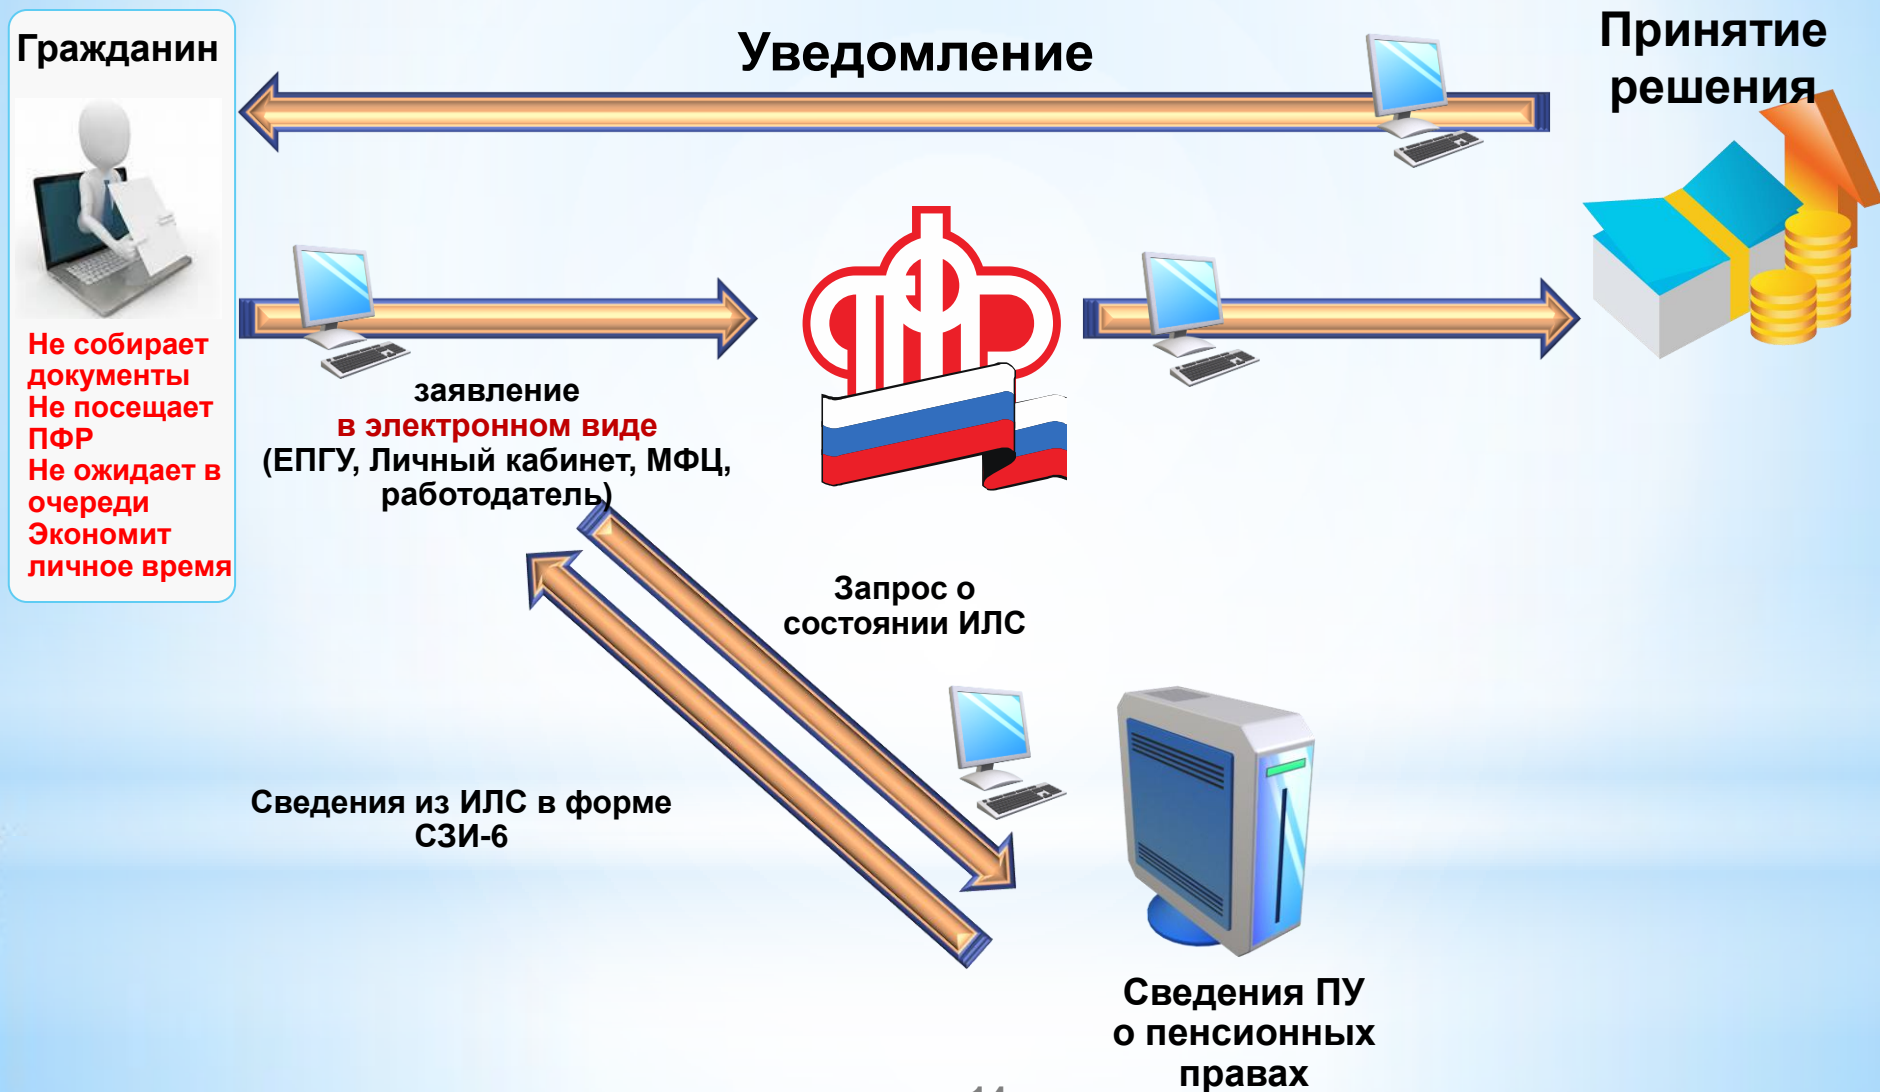 Гражданин
Не собирает
документы
Не посещает
ПФР
Не ожидает в
очереди
Экономит
личное время
Уведомление
Принятие
решения
заявление
в электронном виде
(ЕПГУ, Личный кабинет, МФЦ,
работодатель)
Запрос о
состоянии ИЛС
Сведения из ИЛС в форме
СЗИ-6
Сведения ПУ
о пенсионных
правах